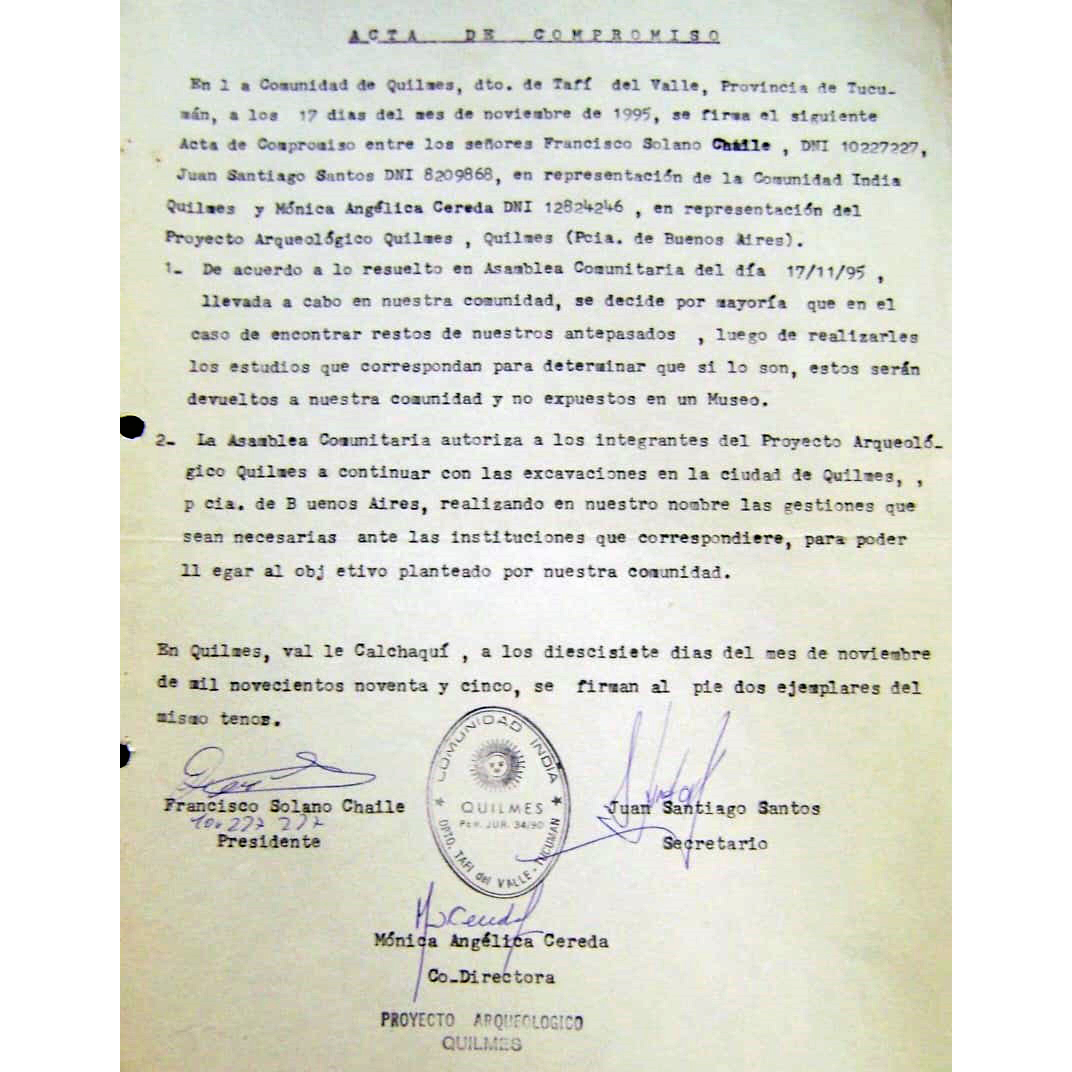 ACTA DE COMPROMISO
En l a Comunidad de Quilmes, dto. de Tafí del Valle, Provincia de Tucu-
mán, a los 17 dias del mes de noviembre de 1995, se firma el siguiente
Acta de Compromiso entre los señores Francisco Solano Chaile , DNI 10227227,
Juan Santiago Santos DNI 8209868, en representación de la Comunidad India
Quilmes y Mónica Angélica Cereda DNI 12824246 , en representación del
Proyecto Arqueológico Quilmes , Quilmes (Pcia. de Buenos Aires).
1- De acuerdo a lo resuelto en Asamblea Comunitaria del día 17/11/95 ,
llevada a cabo en nuestra comunidad, se decide por mayoría que en el
caso de encontrar restos de nuestros antepasados , luego de realizarles
los estudios que correspondan para determinar que si lo son, estos serán
devueltos a nuestra comunidad y no expuestos en un Museo.
2- La Asamblea Comunitaria autoriza a los integrantes del Proyecto Arqueoló-
gico Quilmes a continuar con las excavaciones en la ciudad de Quilmes, ,
p cia. de B uenos Aires, realizando en nuestro nombre las gestiones que
sean necesarias ante las instituciones que correspondiere, para poder
ll egar al obj etivo planteado por nuestra comunidad.
En Quilmes, val le Calchaquí , a los diescisiete dias del mes de noviembre
de mil novecientos noventa y cinco, se firman al pie dos ejemplares del
mismo tenor.
COMUNIDAD INDIA
QUILMES
Per. JUR. 34/90
DPTO. TAFI del VALLE - TUCUMAN
Francisco Solano Chaile
10.227 227
Presidente
Juan Santiago Santos
Secretario
M Cereda
Mónica Angélica Cereda
Co-Directora
PROYECTO ARQUEOLOGICO
QUILMES